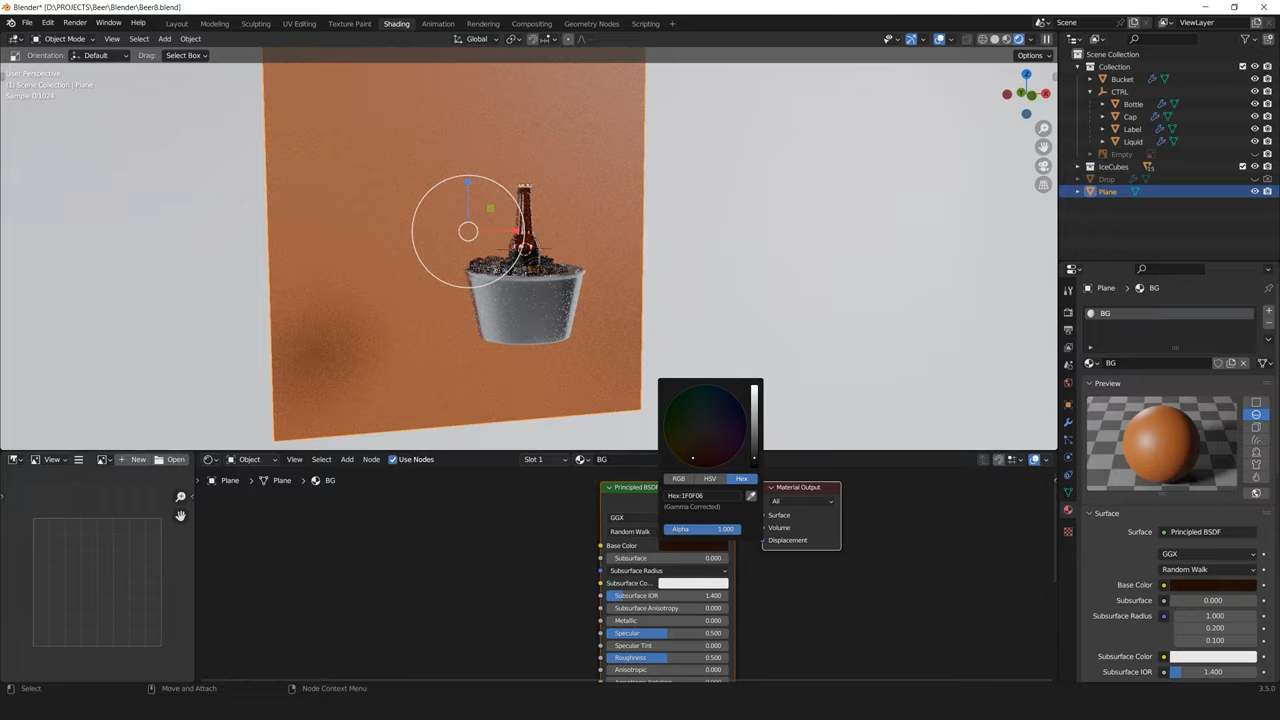 Blender* [D:\PROJECTS\Beer\Blender\Beer8.blend]
File Edit Render Window Help Layout Modeling Sculpting UV Editing Texture Paint Shading Animation Rendering Compositing Geometry Nodes Scripting + Scene ViewLayer
Object Mode View Select Add Object Global
Orientation: Default Drag: Select Box Options
User Perspective
(1) Scene Collection | Plane
Sample 0/1024
Z
Y
X
Scene Collection
Collection
Bucket
CTRL
Bottle
Cap
Label
Liquid
Empty
IceCubes
15
Drop
Plane
Plane > BG
BG
BG
Preview
Surface
Surface Principled BSDF
GGX
Random Walk
Base Color
Subsurface 0.000
Subsurface Radius 1.000
0.200
0.100
Subsurface Color
Subsurface IOR 1.400
View New Open
Object View Select Add Node Use Nodes Slot 1 BG
Plane > Plane > BG
RGB HSV Hex
Hex:1F0F06
(Gamma Corrected)
Alpha 1.000
Principled BSDF
GGX
Random Walk
Base Color
Subsurface 0.000
Subsurface Radius
Subsurface Co...
Subsurface IOR 1.400
Subsurface Anisotropy 0.000
Metallic 0.000
Specular 0.500
Specular Tint 0.000
Roughness 0.500
Anisotropic 0.000
Material Output
All
Surface
Volume
Displacement
Select Move and Attach Node Context Menu 3.5.0